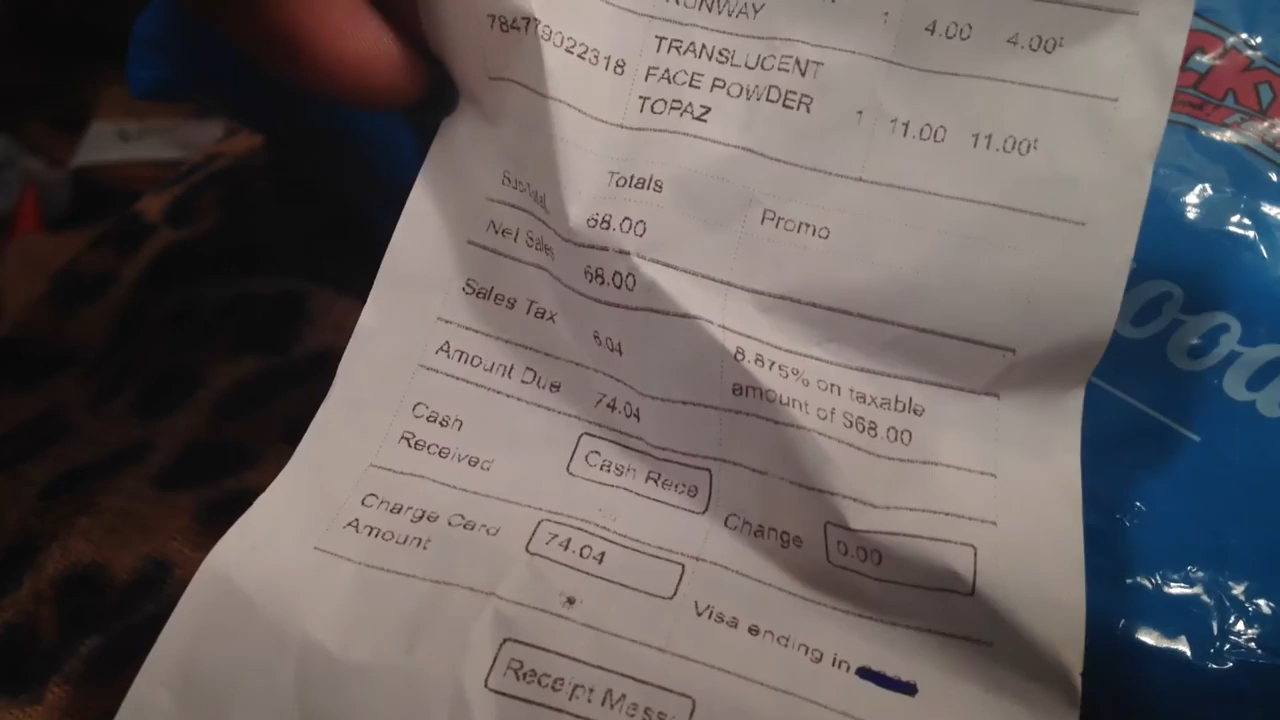 RUNWAY 1 4.00 4.00t
784779022318 TRANSLUCENT
FACE POWDER
TOPAZ 1 11.00 11.00t
Totals
SubTotal 68.00 Promo
Net Sales 68.00
Sales Tax 6.04 8.875% on taxable
amount of $68.00
Amount Due 74.04
Cash
Received Cash Rece Change 0.00
Charge Card
Amount 74.04 Visa ending in
Receipt Mess